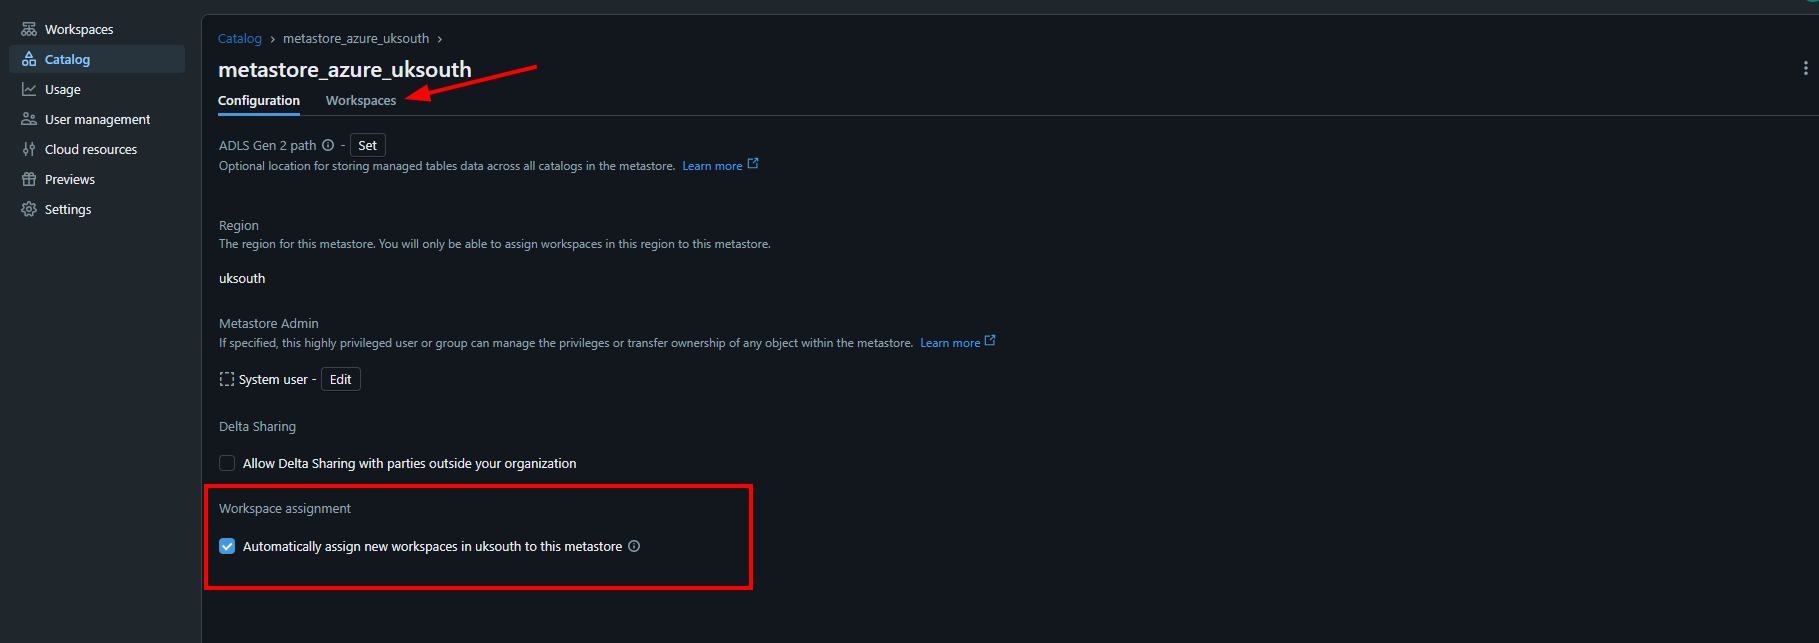 Workspaces
Catalog
Usage
User management
Cloud resources
Previews
Settings
Catalog › metastore_azure_uksouth ›
metastore_azure_uksouth
Configuration Workspaces
ADLS Gen 2 path - Set
Optional location for storing managed tables data across all catalogs in the metastore. Learn more
Region
The region for this metastore. You will only be able to assign workspaces in this region to this metastore.
uksouth
Metastore Admin
If specified, this highly privileged user or group can manage the privileges or transfer ownership of any object within the metastore. Learn more
System user - Edit
Delta Sharing
Allow Delta Sharing with parties outside your organization
Workspace assignment
Automatically assign new workspaces in uksouth to this metastore